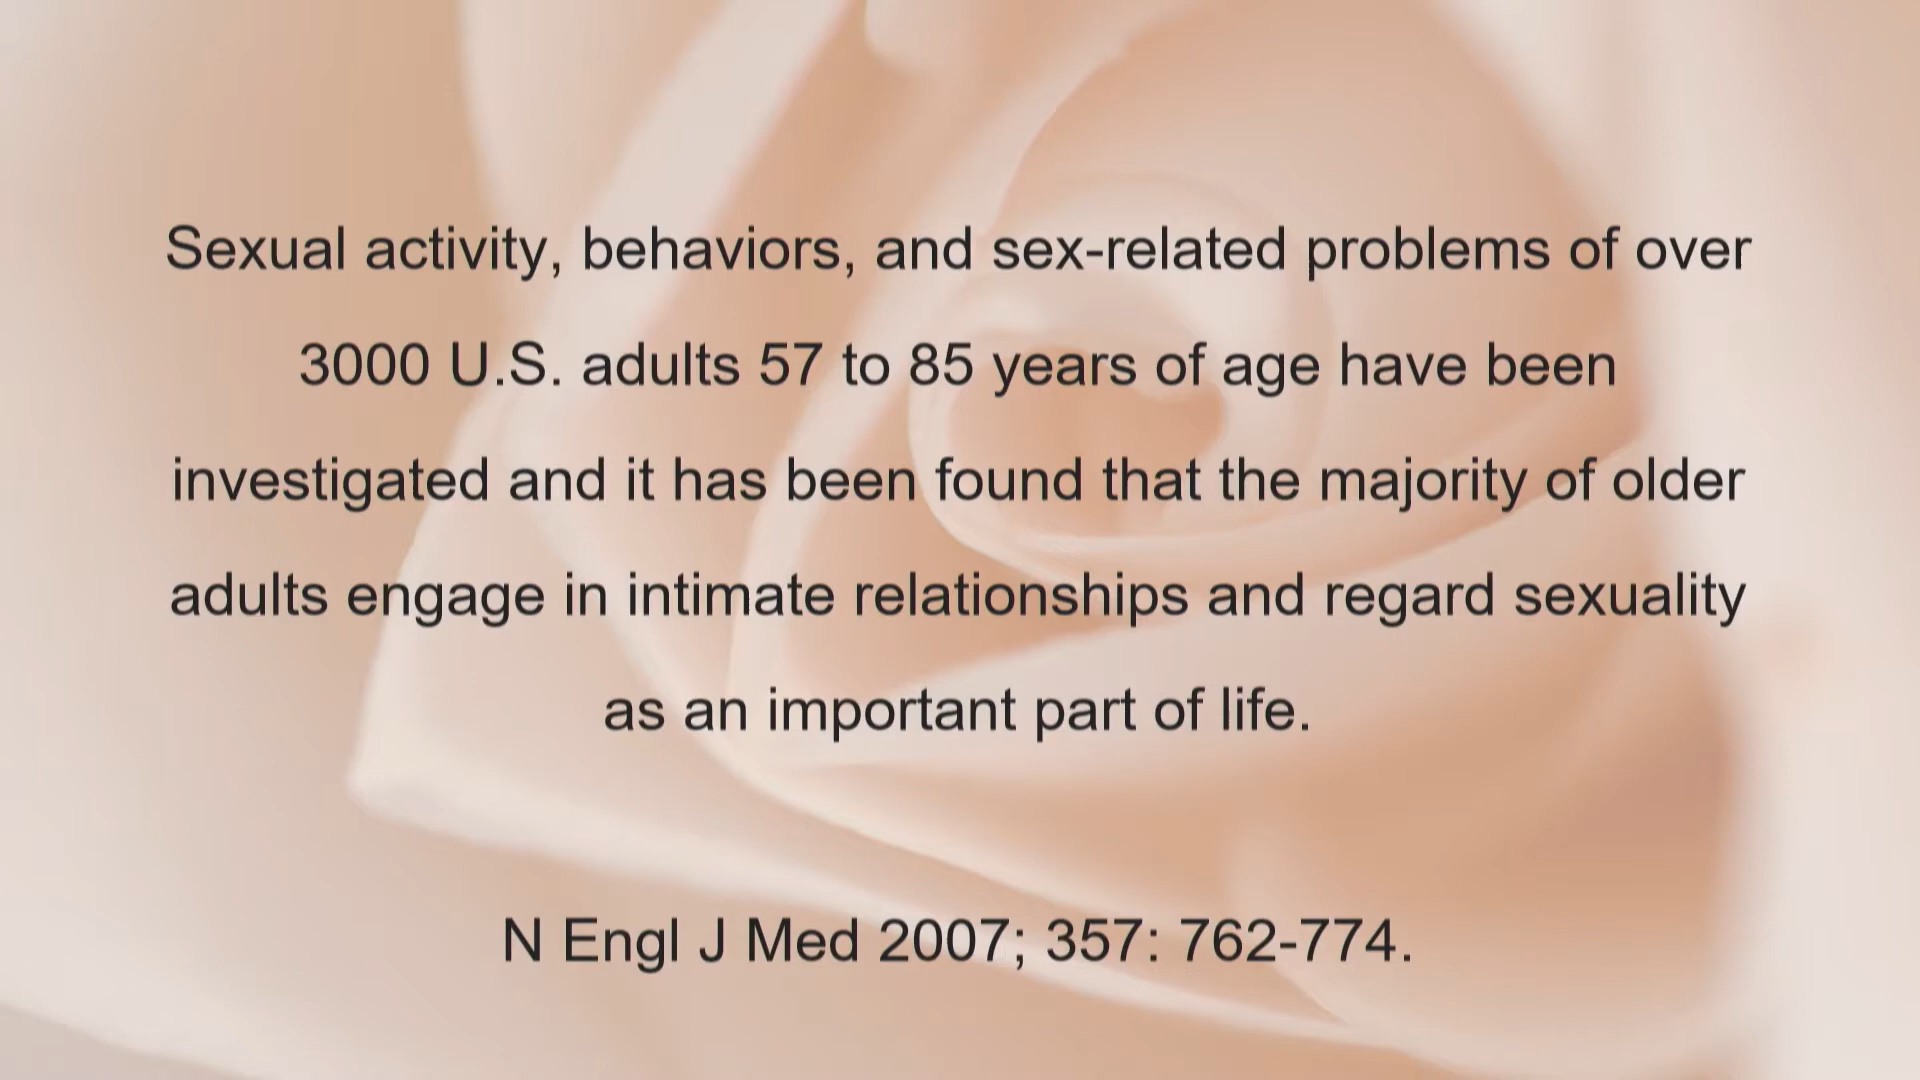 Sexual activity, behaviors, and sex-related problems of over
3000 U.S. adults 57 to 85 years of age have been
investigated and it has been found that the majority of older
adults engage in intimate relationships and regard sexuality
as an important part of life.
N Engl J Med 2007; 357: 762-774.